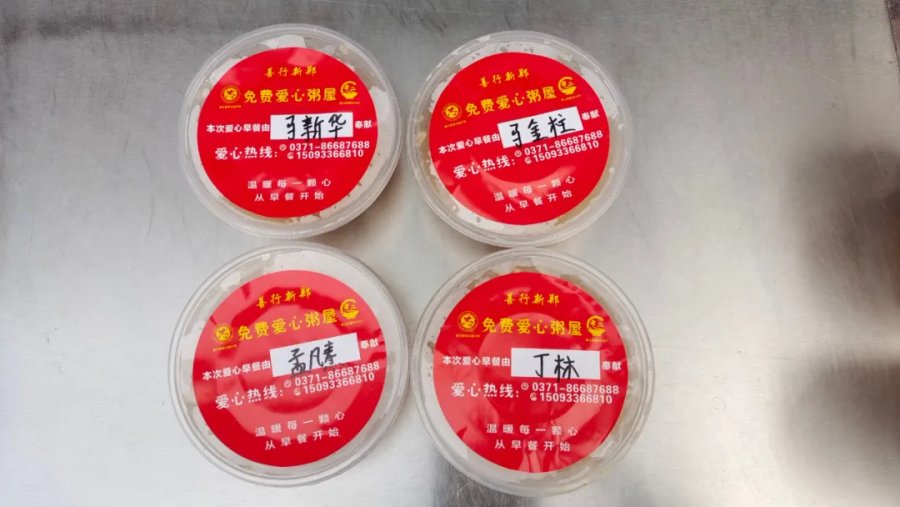 善行新郑
免费爱心粥屋
本次爱心早餐由 新华 奉献
爱心热线: 0371-86687688
15093366810
温暖每一颗心
从早餐开始
善行新郑
免费爱心粥屋
本次爱心早餐由 金柱 奉献
爱心热线: 0371-86687688
15093366810
温暖每一颗心
从早餐开始
善行新郑
免费爱心粥屋
本次爱心早餐由 孟 奉献
爱心热线: 0371-86687688
15093366810
温暖每一颗心
从早餐开始
善行新郑
免费爱心粥屋
本次爱心早餐由 丁林 奉献
爱心热线: 0371-86687688
15093366810
温暖每一颗心
从早餐开始